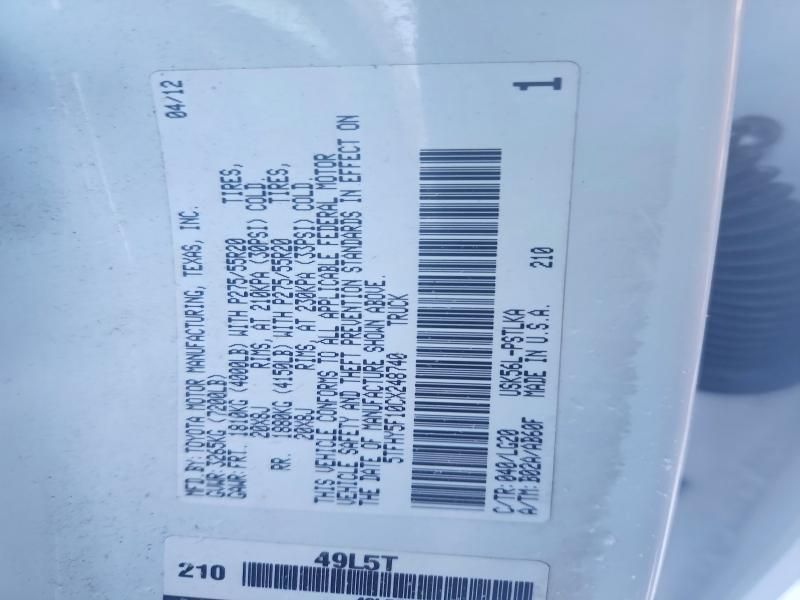 MFD.BY:TOYOTA MOTOR MANUFACTURING, TEXAS, INC. 04/12
GVWR:3265KG (7200LB)
GAWR:FRT. 1810KG (4000LB) WITH P275/55R20 TIRES,
20X8J RIMS, AT 210KPA (30PSI) COLD.
RR. 1880KG (4150LB) WITH P275/55R20 TIRES,
20X8J RIMS, AT 230KPA (33PSI) COLD.
THIS VEHICLE CONFORMS TO ALL APPLICABLE FEDERAL MOTOR
VEHICLE SAFETY AND THEFT PREVENTION STANDARDS IN EFFECT ON
THE DATE OF MANUFACTURE SHOWN ABOVE.
5TFHY5F10CX248740 TRUCK
C/TR:040/LG20 USK56L-PSTLKA
A/TM:B02A/AB60F MADE IN U.S.A. 210
1
210 49L5T